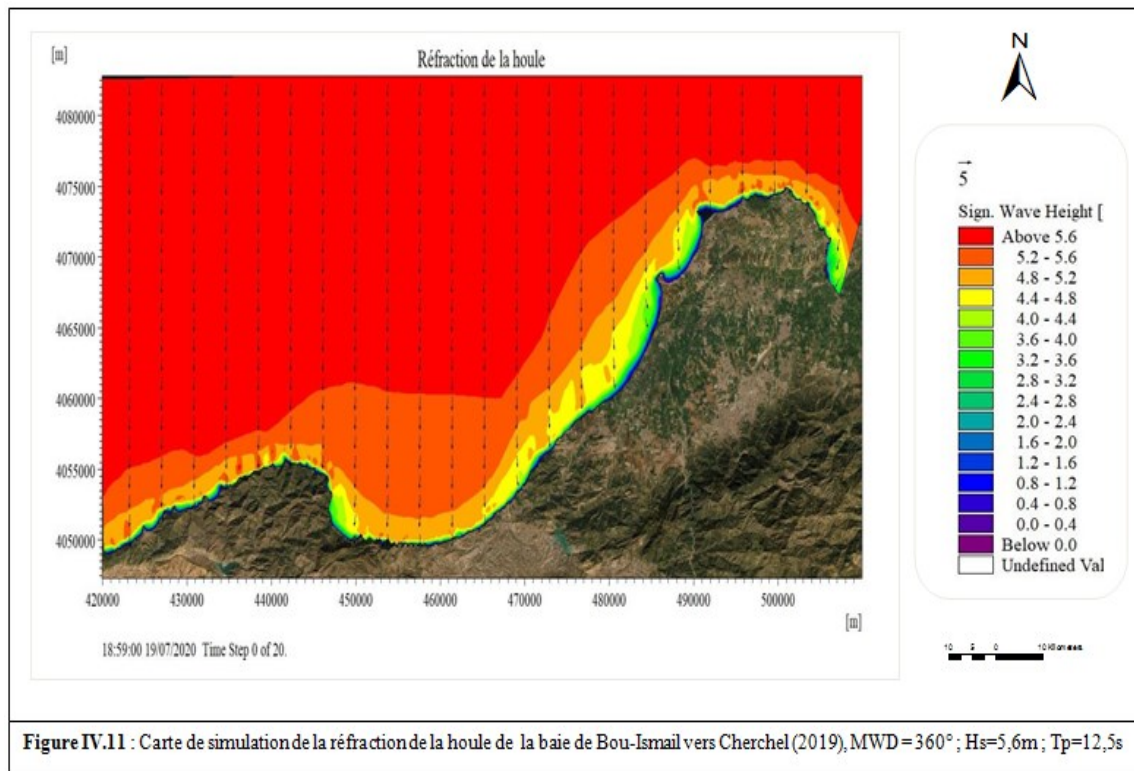 Réfraction de la houle
[m]
4080000
4075000
4070000
4065000
4060000
4055000
4050000
420000 430000 440000 450000 460000 470000 480000 490000 500000
[m]
18:59:00 19/07/2020 Time Step 0 of 20.
N
5
Sign. Wave Height [
Above 5.6
5.2 - 5.6
4.8 - 5.2
4.4 - 4.8
4.0 - 4.4
3.6 - 4.0
3.2 - 3.6
2.8 - 3.2
2.4 - 2.8
2.0 - 2.4
1.6 - 2.0
1.2 - 1.6
0.8 - 1.2
0.4 - 0.8
0.0 - 0.4
Below 0.0
Undefined Val
10 5 0 10 Kilometers
Figure IV.11 : Carte de simulation de la réfraction de la houle de la baie de Bou-Ismail vers Cherchel (2019), MWD = 360° ; Hs=5,6m ; Tp=12,5s